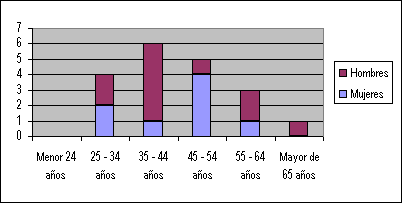 7
6
5
4
3
2
1
0
Menor 24 años
25 - 34 años
35 - 44 años
45 - 54 años
55 - 64 años
Mayor de 65 años
Hombres
Mujeres